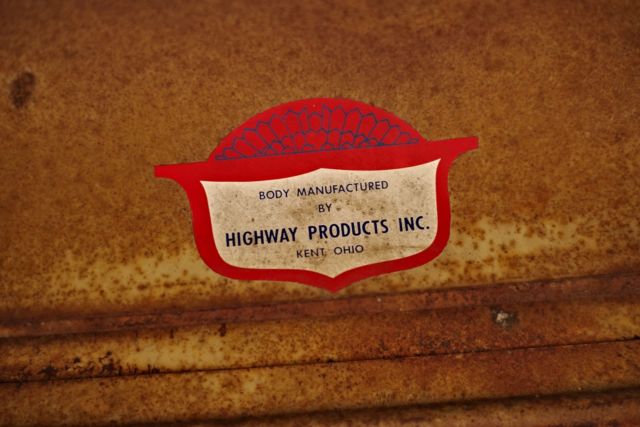 BODY MANUFACTURED
BY
HIGHWAY PRODUCTS INC.
KENT, OHIO